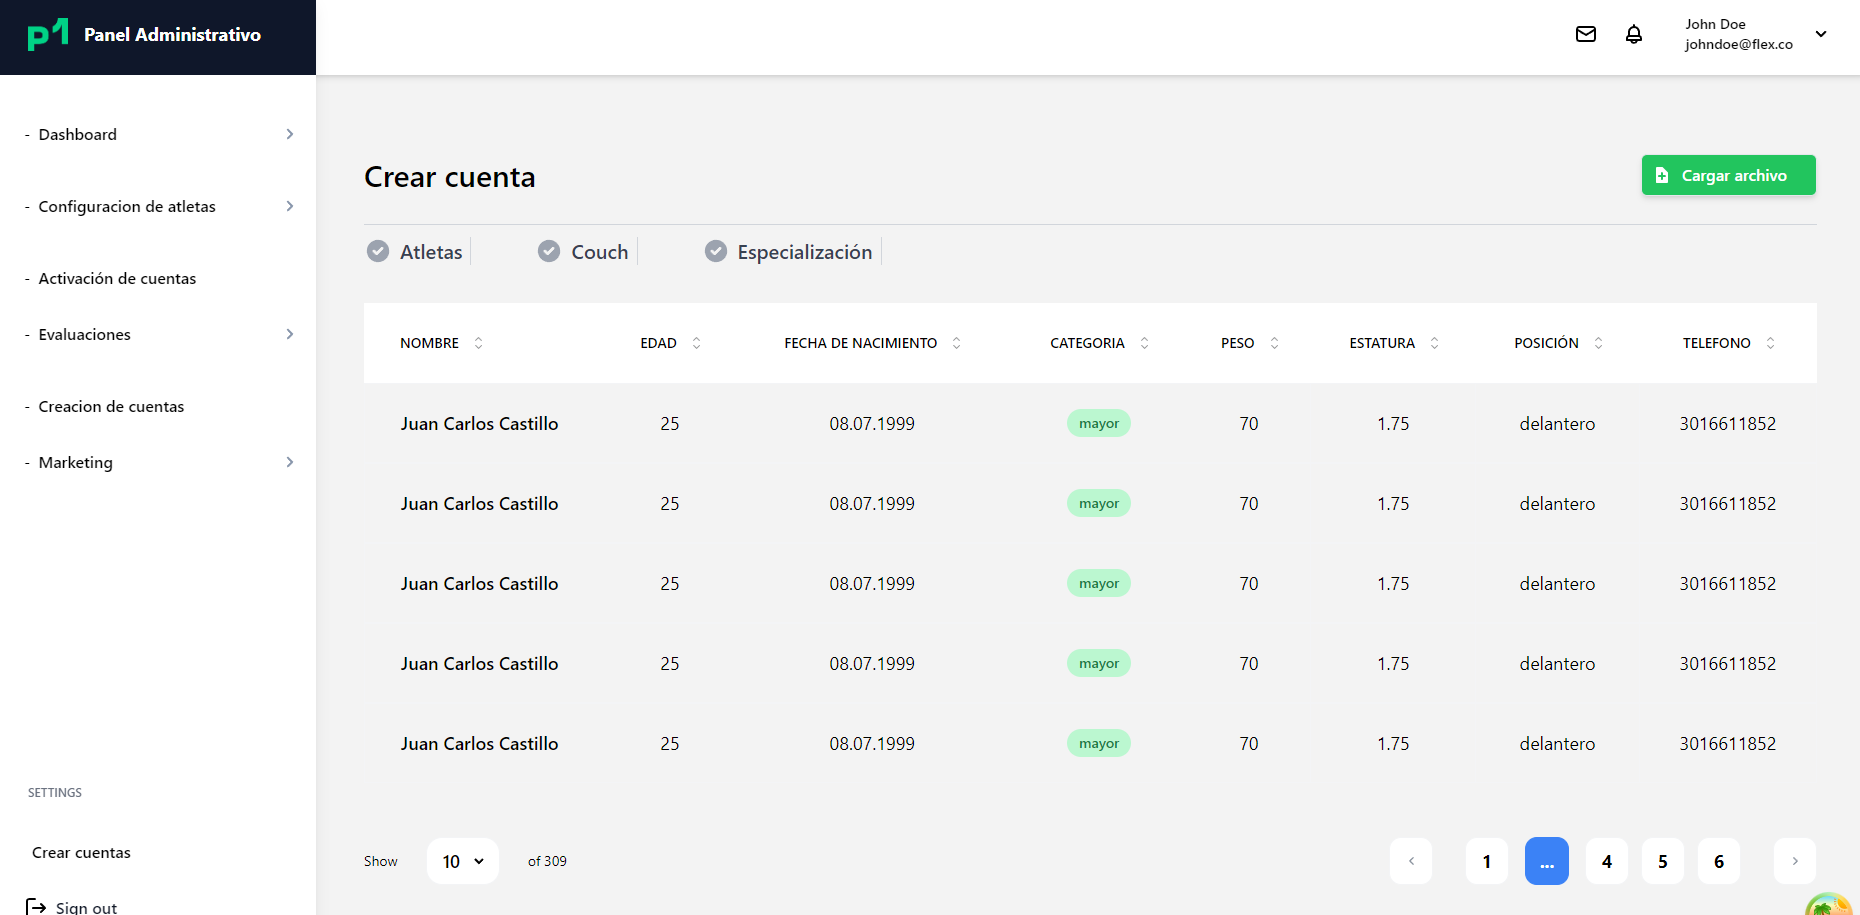 p1 Panel Administrativo
John Doe
johndoe@flex.co
- Dashboard
- Configuracion de atletas
- Activación de cuentas
- Evaluaciones
- Creacion de cuentas
- Marketing
SETTINGS
Crear cuentas
Sign out
Crear cuenta
Cargar archivo
Atletas Couch Especialización
NOMBRE EDAD FECHA DE NACIMIENTO CATEGORIA PESO ESTATURA POSICIÓN TELEFONO
Juan Carlos Castillo 25 08.07.1999 mayor 70 1.75 delantero 3016611852
Juan Carlos Castillo 25 08.07.1999 mayor 70 1.75 delantero 3016611852
Juan Carlos Castillo 25 08.07.1999 mayor 70 1.75 delantero 3016611852
Juan Carlos Castillo 25 08.07.1999 mayor 70 1.75 delantero 3016611852
Juan Carlos Castillo 25 08.07.1999 mayor 70 1.75 delantero 3016611852
Show 10 of 309 ‹ 1 ... 4 5 6 ›